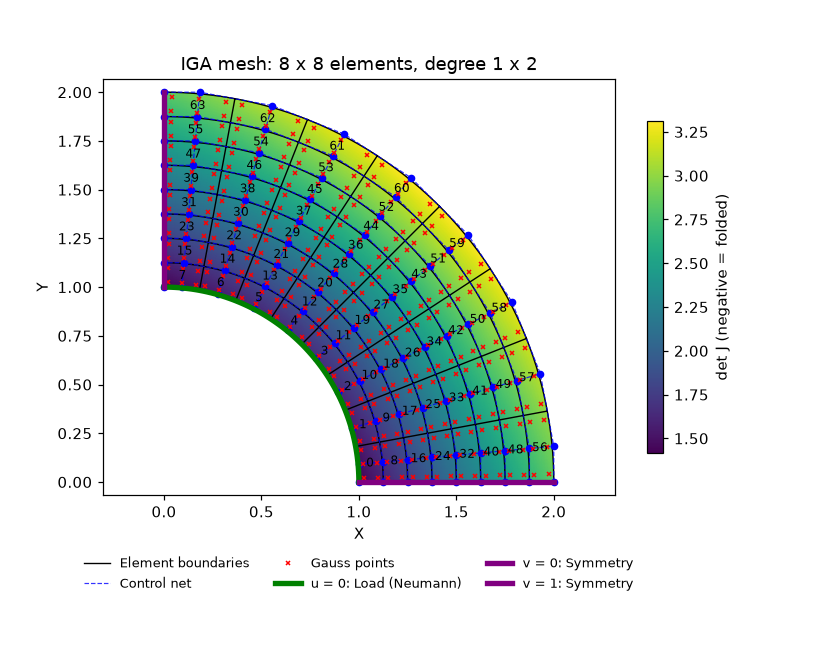 IGA mesh: 8 x 8 elements, degree 1 x 2
2.00
1.75
1.50
1.25
1.00
0.75
0.50
0.25
0.00
Y
0.0 0.5 1.0 1.5 2.0
X
63 62 61 60 59 58 57 56
55 54 53 52 51 50 49 48
47 46 45 44 43 42 41 40
39 38 37 36 35 34 33 32
31 30 29 28 27 26 25 24
23 22 21 20 19 18 17 16
15 14 13 12 11 10 9 8
7 6 5 4 3 2 1 0
3.25
3.00
2.75
2.50
2.25
2.00
1.75
1.50
det J (negative = folded)
Element boundaries
Control net
Gauss points
u = 0: Load (Neumann)
v = 0: Symmetry
v = 1: Symmetry